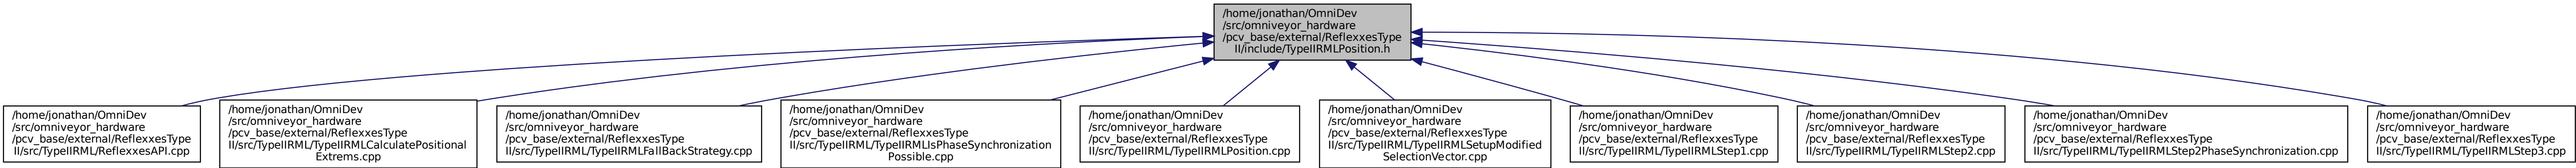 /home/jonathan/OmniDev
/src/omniveyor_hardware
/pcv_base/external/ReflexxesType
II/include/TypeIIRMLPosition.h
/home/jonathan/OmniDev
/src/omniveyor_hardware
/pcv_base/external/ReflexxesType
II/src/TypeIIRML/ReflexxesAPI.cpp
/home/jonathan/OmniDev
/src/omniveyor_hardware
/pcv_base/external/ReflexxesType
II/src/TypeIIRML/TypeIIRMLCalculatePositional
Extrems.cpp
/home/jonathan/OmniDev
/src/omniveyor_hardware
/pcv_base/external/ReflexxesType
II/src/TypeIIRML/TypeIIRMLFallBackStrategy.cpp
/home/jonathan/OmniDev
/src/omniveyor_hardware
/pcv_base/external/ReflexxesType
II/src/TypeIIRML/TypeIIRMLIsPhaseSynchronization
Possible.cpp
/home/jonathan/OmniDev
/src/omniveyor_hardware
/pcv_base/external/ReflexxesType
II/src/TypeIIRML/TypeIIRMLPosition.cpp
/home/jonathan/OmniDev
/src/omniveyor_hardware
/pcv_base/external/ReflexxesType
II/src/TypeIIRML/TypeIIRMLSetupModified
SelectionVector.cpp
/home/jonathan/OmniDev
/src/omniveyor_hardware
/pcv_base/external/ReflexxesType
II/src/TypeIIRML/TypeIIRMLStep1.cpp
/home/jonathan/OmniDev
/src/omniveyor_hardware
/pcv_base/external/ReflexxesType
II/src/TypeIIRML/TypeIIRMLStep2.cpp
/home/jonathan/OmniDev
/src/omniveyor_hardware
/pcv_base/external/ReflexxesType
II/src/TypeIIRML/TypeIIRMLStep2PhaseSynchronization.cpp
/home/jonathan/OmniDev
/src/omniveyor_hardware
/pcv_base/external/ReflexxesType
II/src/TypeIIRML/TypeIIRMLStep3.cpp